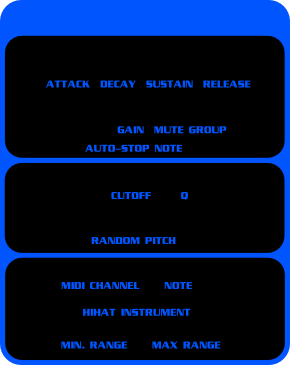 ATTACK DECAY SUSTAIN RELEASE
GAIN MUTE GROUP
AUTO-STOP NOTE
CUTOFF Q
RANDOM PITCH
MIDI CHANNEL NOTE
HIHAT INSTRUMENT
MIN. RANGE MAX RANGE